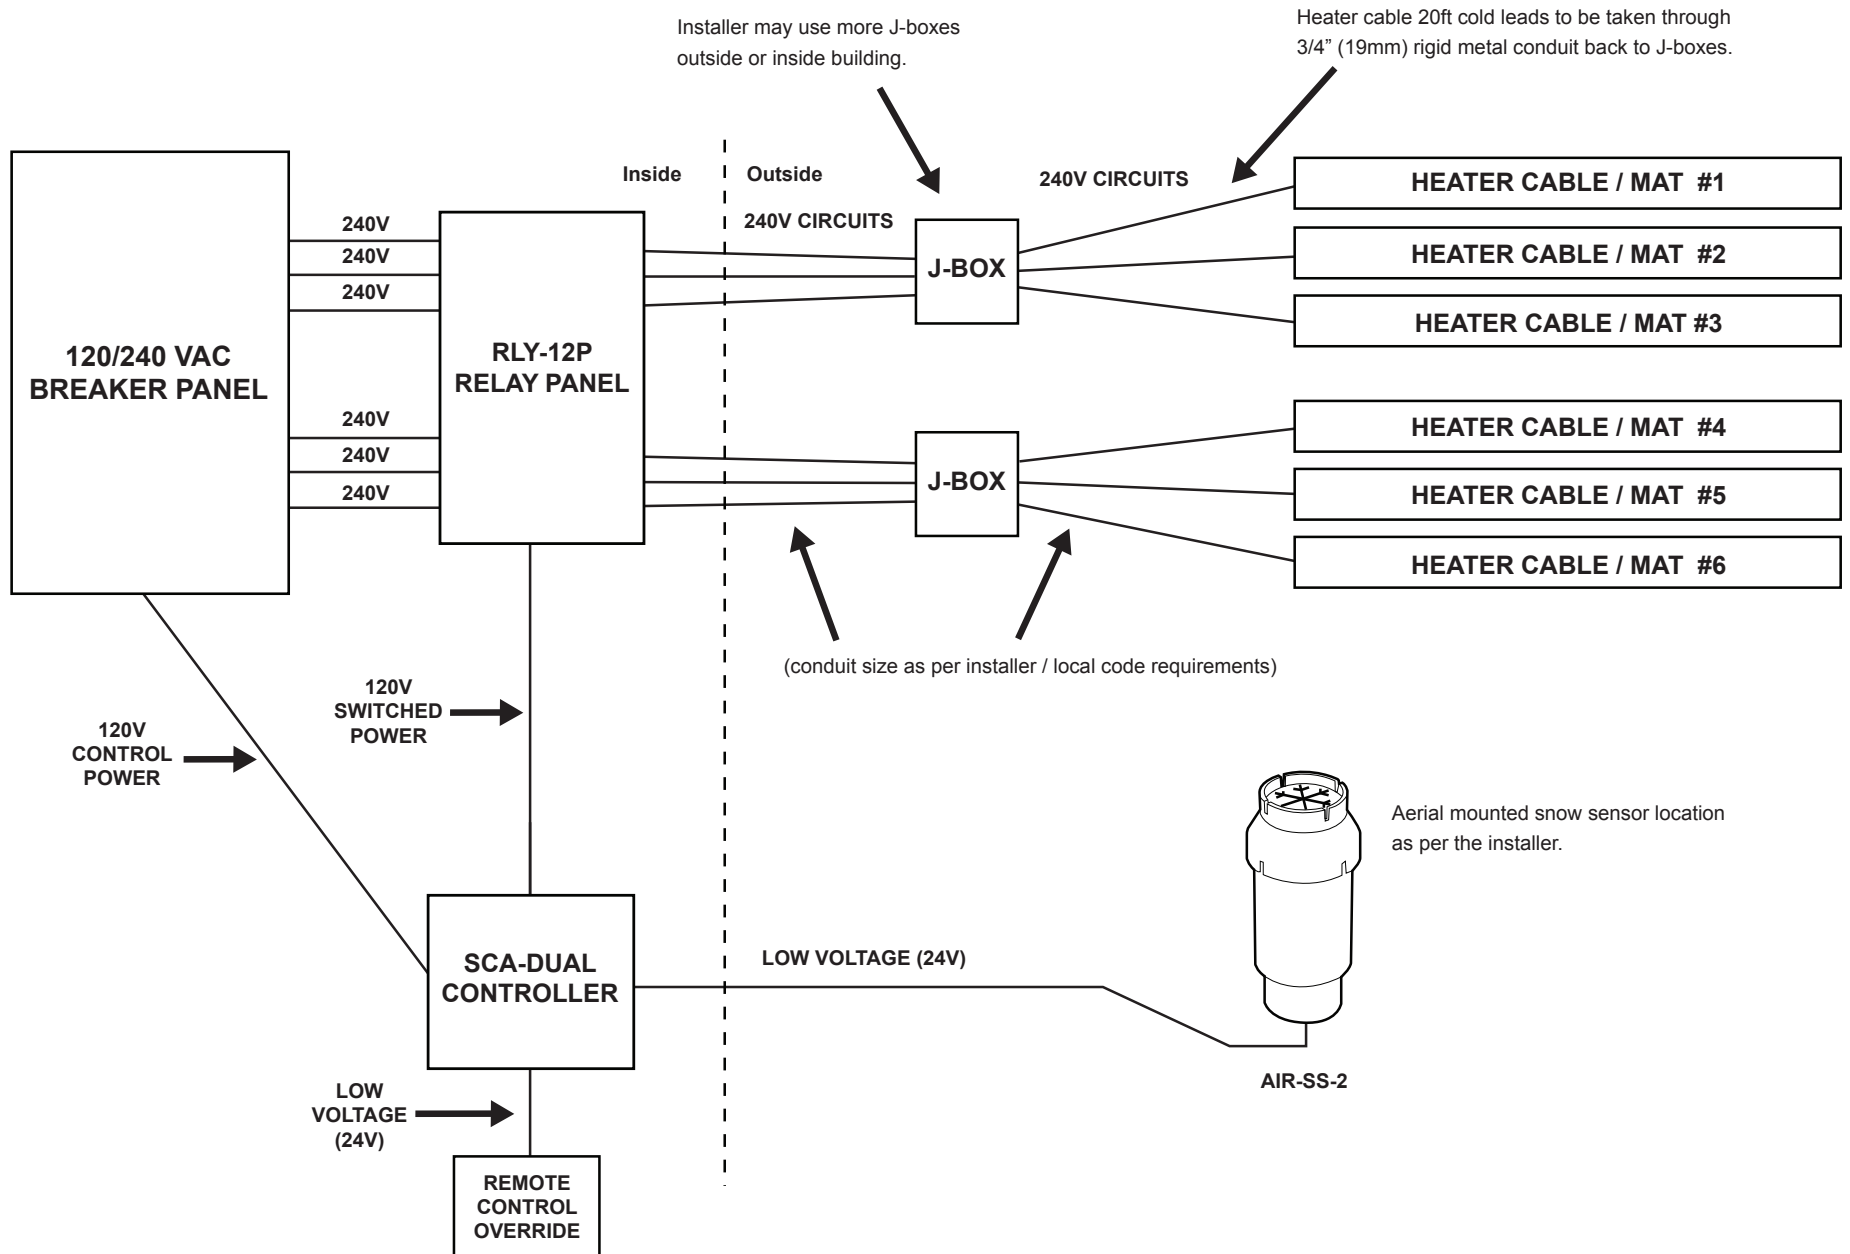 Installer may use more J-boxes
outside or inside building.
Heater cable 20ft cold leads to be taken through
3/4” (19mm) rigid metal conduit back to J-boxes.
Inside
Outside
240V CIRCUITS
240V CIRCUITS
120/240 VAC
BREAKER PANEL
240V
240V
240V
240V
240V
240V
RLY-12P
RELAY PANEL
J-BOX
J-BOX
HEATER CABLE / MAT #1
HEATER CABLE / MAT #2
HEATER CABLE / MAT #3
HEATER CABLE / MAT #4
HEATER CABLE / MAT #5
HEATER CABLE / MAT #6
(conduit size as per installer / local code requirements)
120V
SWITCHED
POWER
120V
CONTROL
POWER
Aerial mounted snow sensor location
as per the installer.
SCA-DUAL
CONTROLLER
LOW VOLTAGE (24V)
AIR-SS-2
LOW
VOLTAGE
(24V)
REMOTE
CONTROL
OVERRIDE